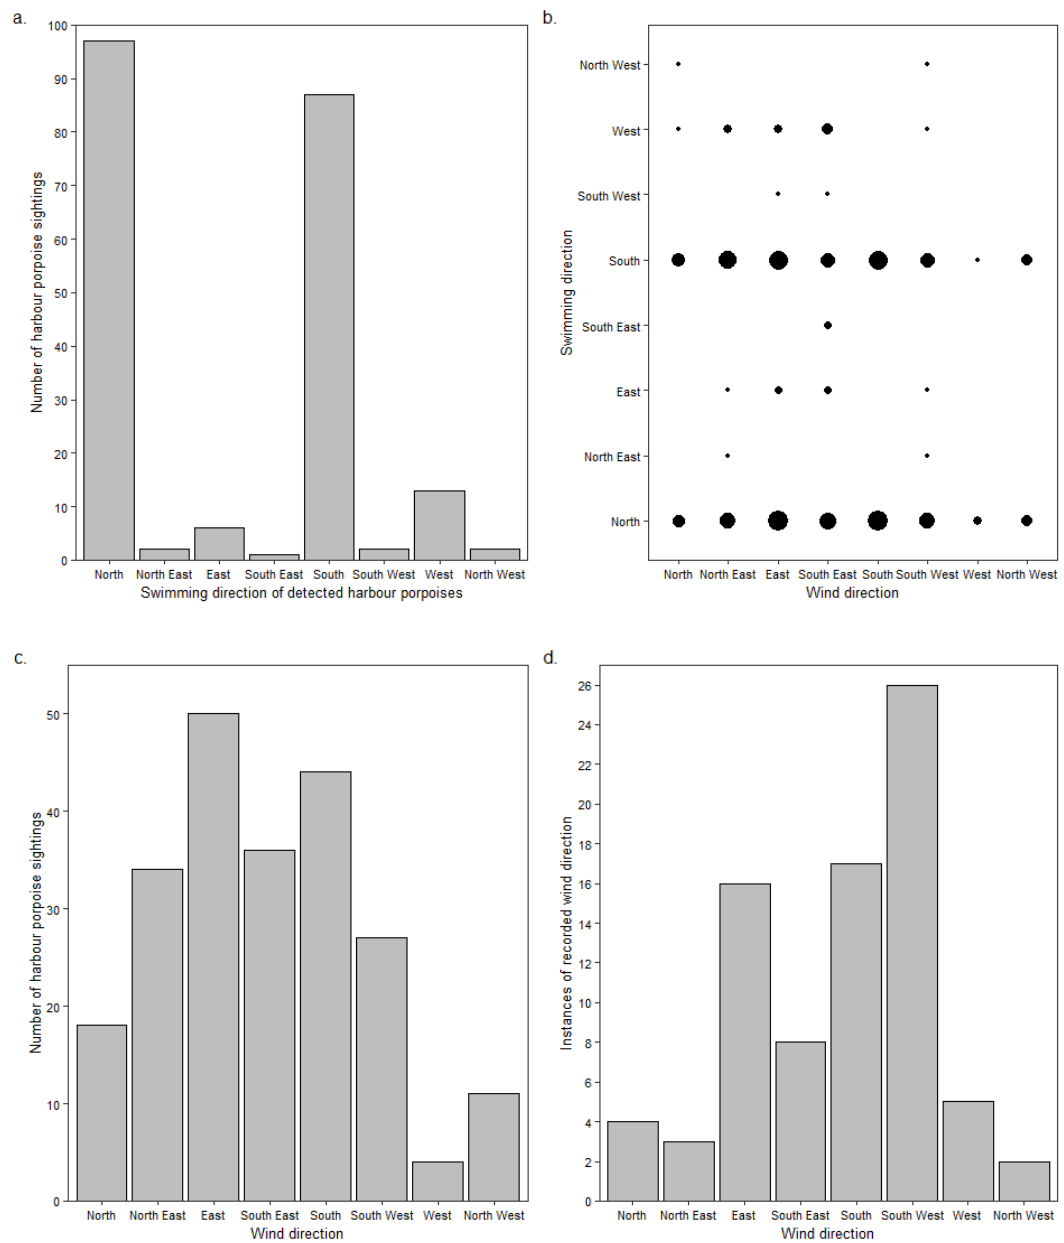 a.
100
90
80
70
60
50
40
30
20
10
0
Number of harbour porpoise sightings
North North East East South East South South West West North West
Swimming direction of detected harbour porpoises
b.
North West
West
South West
South
South East
East
North East
North
Swimming direction
North North East East South East South South West West North West
Wind direction
c.
50
40
30
20
10
0
Number of harbour porpoise sightings
North North East East South East South South West West North West
Wind direction
d.
26
24
22
20
18
16
14
12
10
8
6
4
2
0
Instances of recorded wind direction
North North East East South East South South West West North West
Wind direction